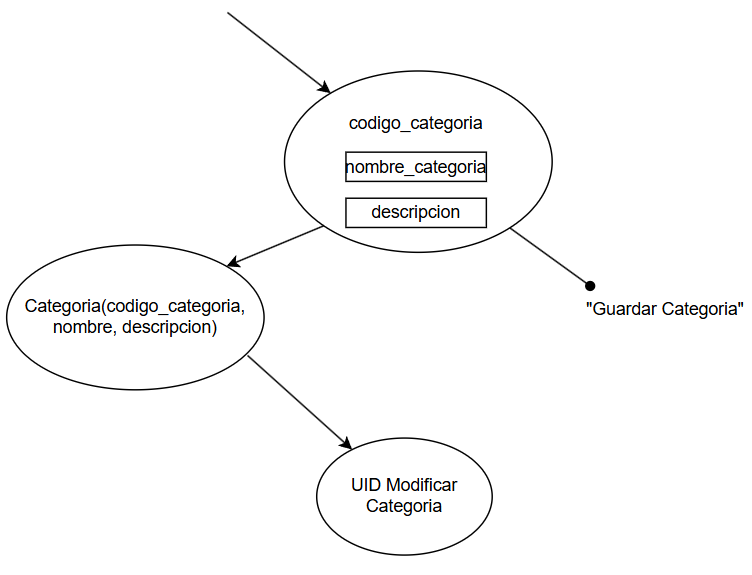 codigo_categoria
nombre_categoria
descripcion
Categoria(codigo_categoria,
nombre, descripcion)
"Guardar Categoria"
UID Modificar
Categoria